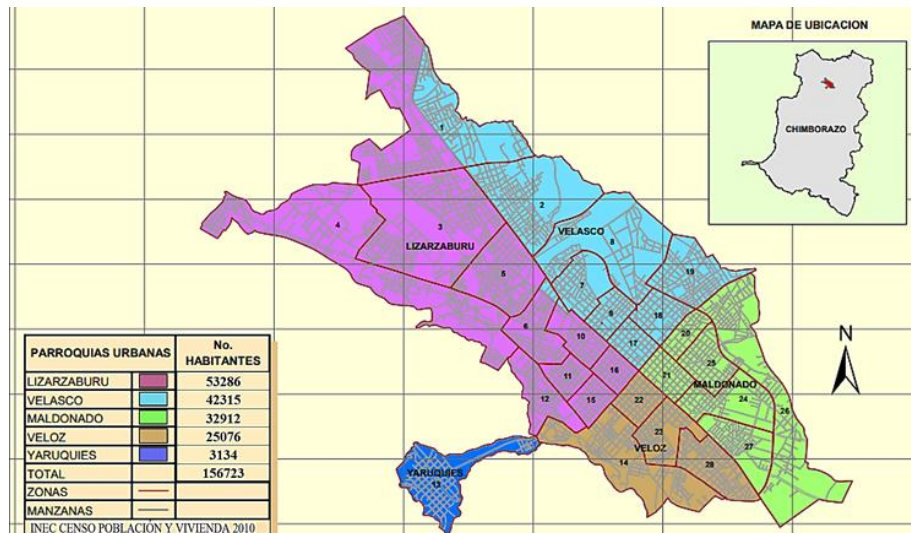 MAPA DE UBICACION
CHIMBORAZO
N
1
2
VELASCO
8
3
4
LIZARZABURU
5
7
19
6
9
18
10
17
20
11
16
21
25
MALDONADO
12
15
22
24
26
23
27
VELOZ
14
28
YARUQUIES
13
PARROQUIAS URBANAS No. HABITANTES
LIZARZABURU 53286
VELASCO 42315
MALDONADO 32912
VELOZ 25076
YARUQUIES 3134
TOTAL 156723
ZONAS
MANZANAS
INEC CENSO POBLACIÓN Y VIVIENDA 2010